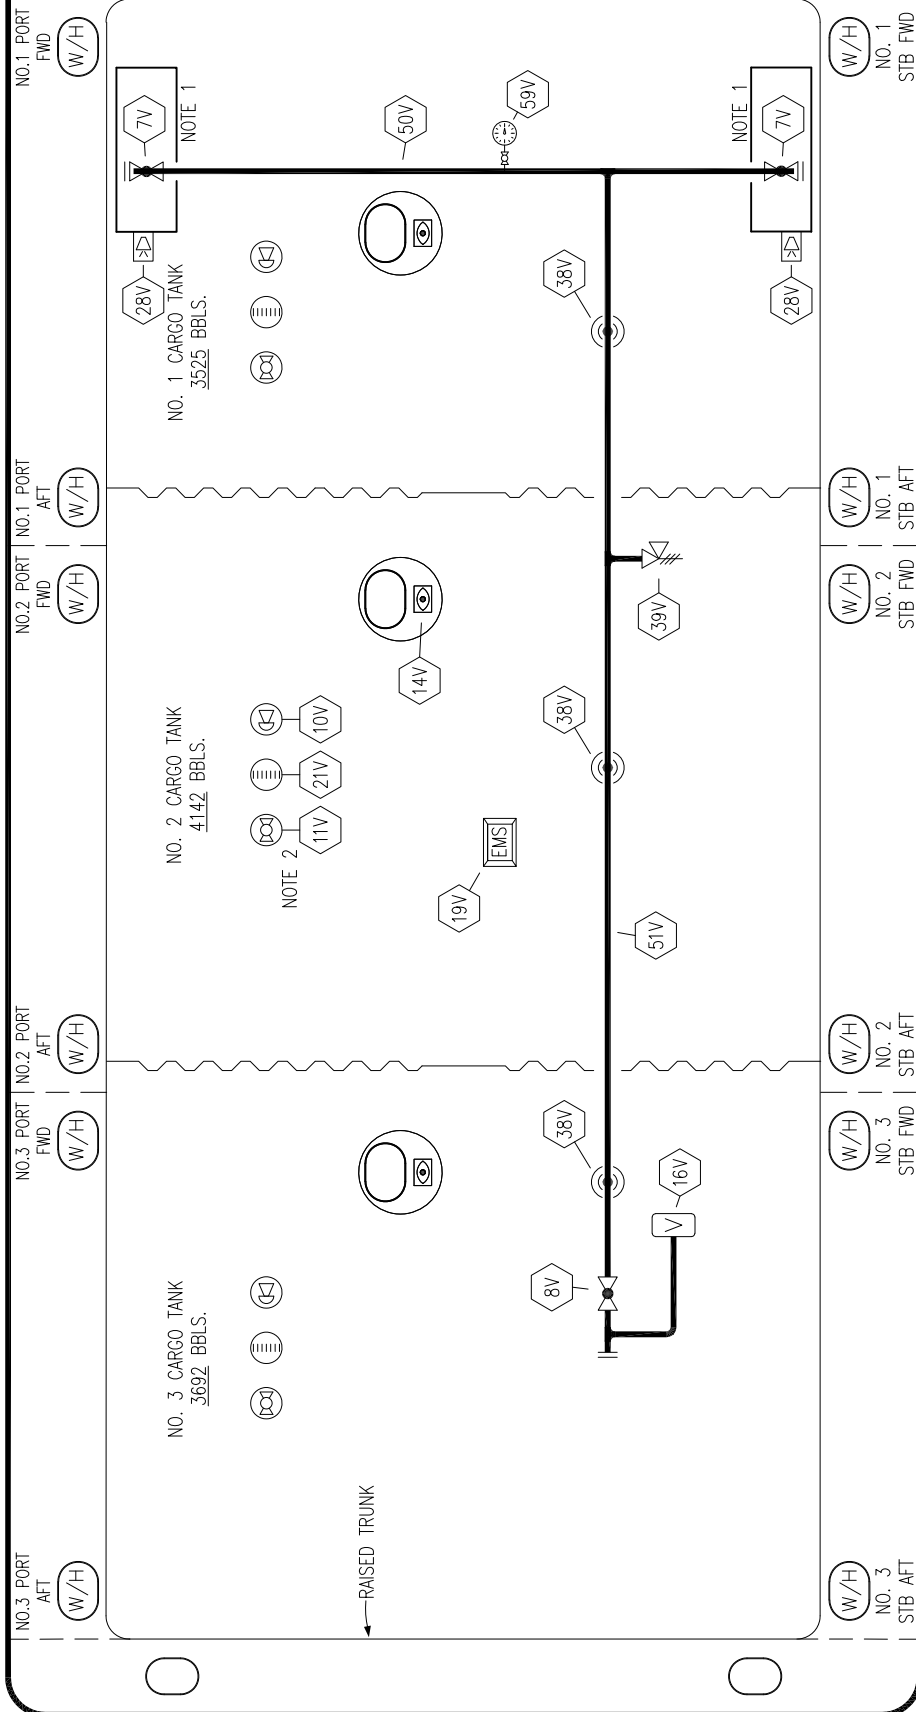 NO.3 PORT
AFT
W/H
NO.3 PORT
FWD
W/H
NO.2 PORT
AFT
W/H
NO.2 PORT
FWD
W/H
NO.1 PORT
AFT
W/H
NO.1 PORT
FWD
W/H
NO. 3 CARGO TANK
3692 BBLS.
NO. 2 CARGO TANK
4142 BBLS.
NO. 1 CARGO TANK
3525 BBLS.
28V
7V
NOTE 1
11V
21V
10V
NOTE 2
14V
50V
59V
RAISED TRUNK
19V
EMS
8V
38V
38V
38V
V
16V
51V
39V
28V
7V
NOTE 1
W/H
NO. 3
STB AFT
W/H
NO. 3
STB FWD
W/H
NO. 2
STB AFT
W/H
NO. 2
STB FWD
W/H
NO. 1
STB AFT
W/H
NO. 1
STB FWD